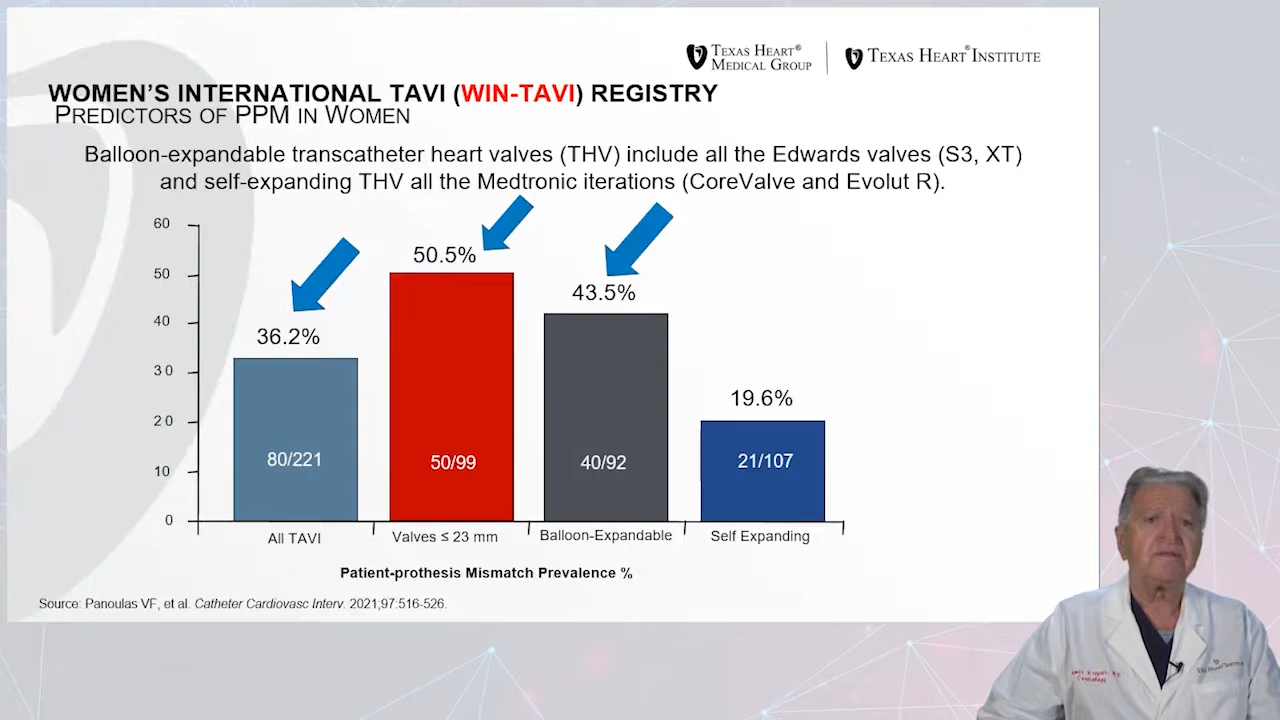 TEXAS HEART® MEDICAL GROUP
TEXAS HEART® INSTITUTE
WOMEN'S INTERNATIONAL TAVI (WIN-TAVI) REGISTRY
PREDICTORS OF PPM IN WOMEN
Balloon-expandable transcatheter heart valves (THV) include all the Edwards valves (S3, XT)
and self-expanding THV all the Medtronic iterations (CoreValve and Evolut R).
60
50
40
30
20
10
0
36.2%
50.5%
43.5%
19.6%
80/221
50/99
40/92
21/107
All TAVI
Valves ≤ 23 mm
Balloon-Expandable
Self Expanding
Patient-prothesis Mismatch Prevalence %
Source: Panoulas VF, et al. Catheter Cardiovasc Interv. 2021;97:516-526.
Cardiology